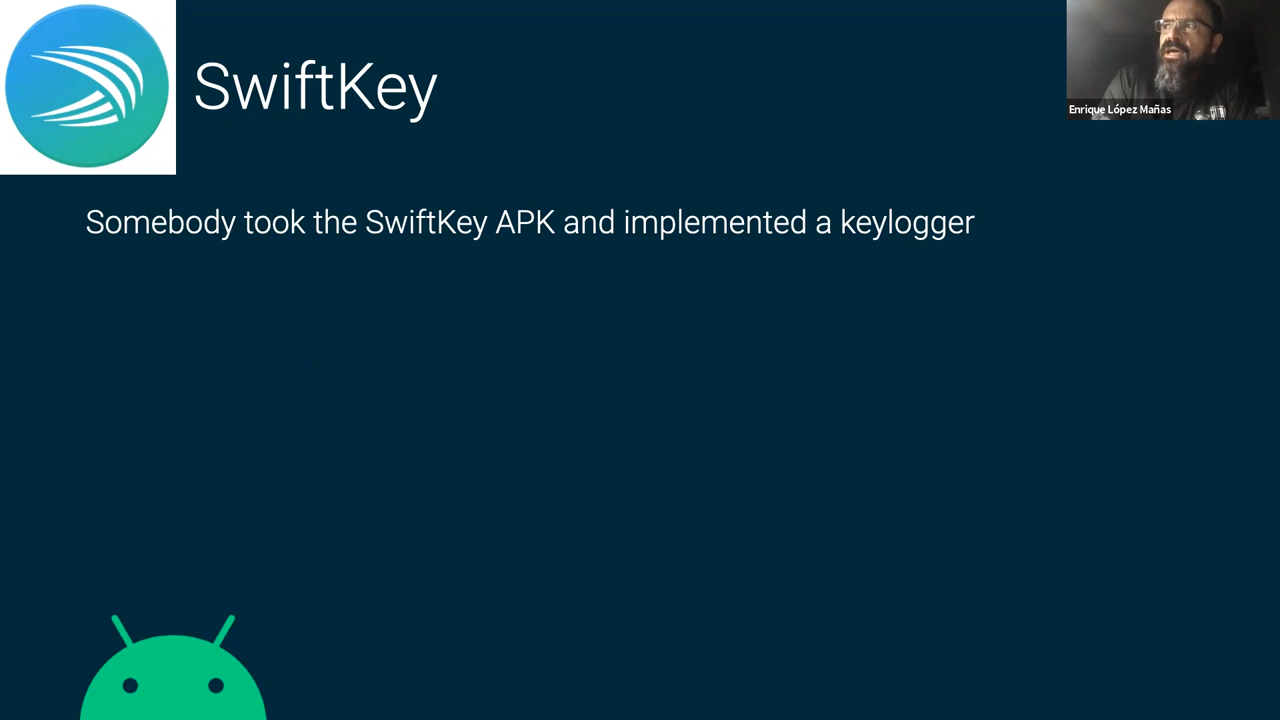 SwiftKey
Enrique López Mañas
Somebody took the SwiftKey APK and implemented a keylogger